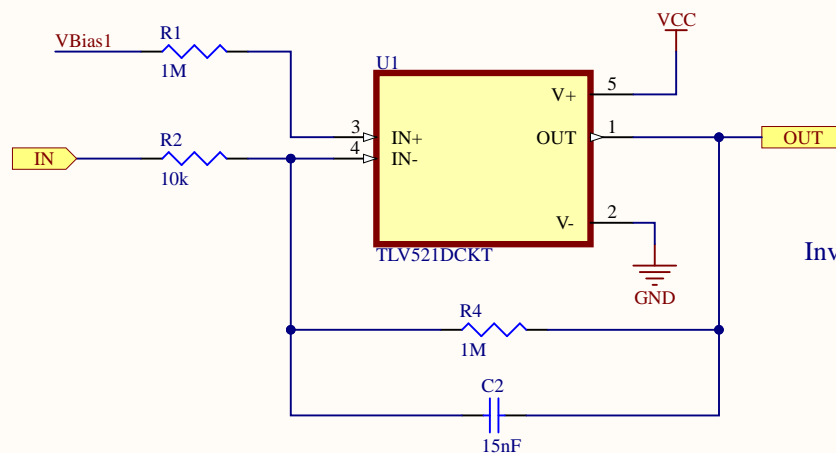 VCC
VBias1
R1
1M
U1
V+
5
3
IN+
OUT
1
OUT
IN
R2
4
IN-
10k
V-
2
TLV521DCKT
Inv
GND
R4
1M
C2
15nF